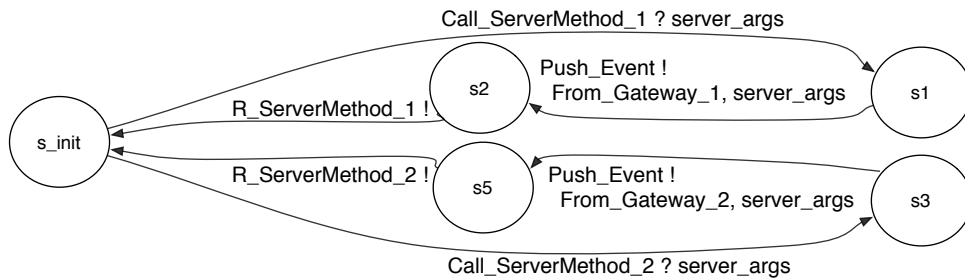 Call_ServerMethod_1 ? server_args
s2
Push_Event !
From_Gateway_1, server_args
s1
R_ServerMethod_1 !
s_init
R_ServerMethod_2 !
s5
Push_Event !
From_Gateway_2, server_args
s3
Call_ServerMethod_2 ? server_args